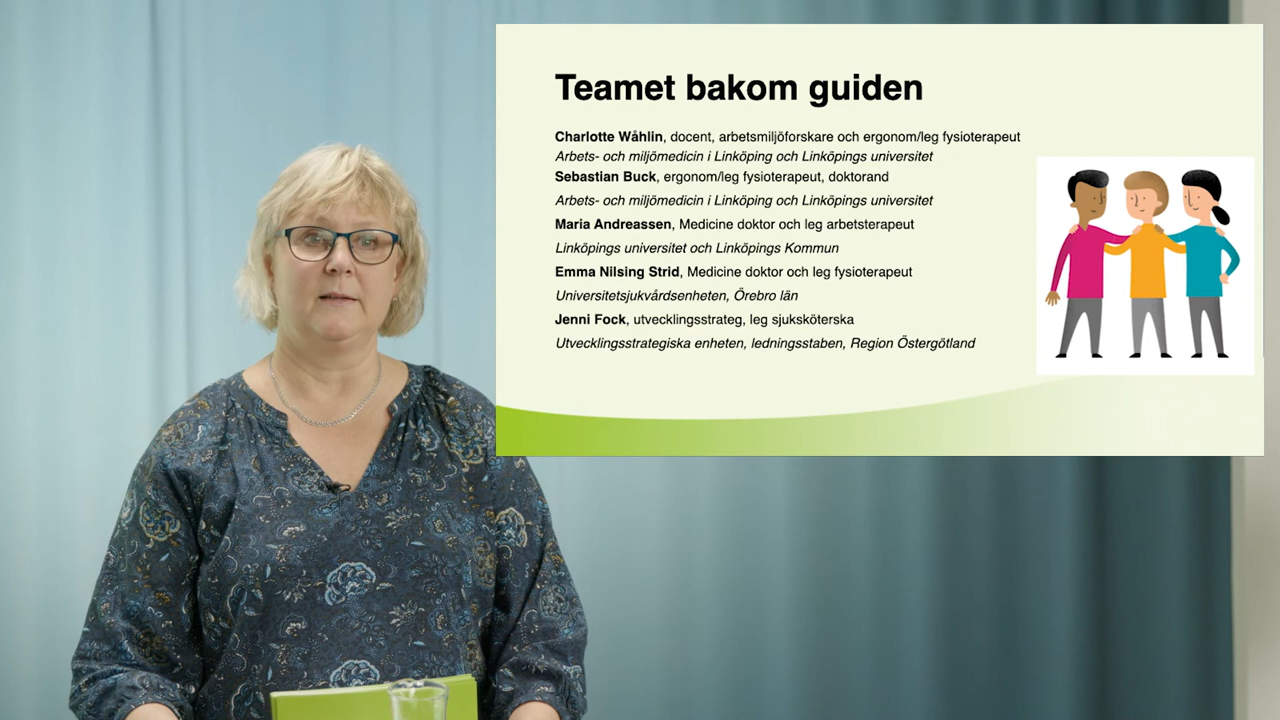 Teamet bakom guiden
Charlotte Wåhlin, docent, arbetsmiljöforskare och ergonom/leg fysioterapeut
Arbets- och miljömedicin i Linköping och Linköpings universitet
Sebastian Buck, ergonom/leg fysioterapeut, doktorand
Arbets- och miljömedicin i Linköping och Linköpings universitet
Maria Andreassen, Medicine doktor och leg arbetsterapeut
Linköpings universitet och Linköpings Kommun
Emma Nilsing Strid, Medicine doktor och leg fysioterapeut
Universitetsjukvårdsenheten, Örebro län
Jenni Fock, utvecklingsstrateg, leg sjuksköterska
Utvecklingsstrategiska enheten, ledningsstaben, Region Östergötland